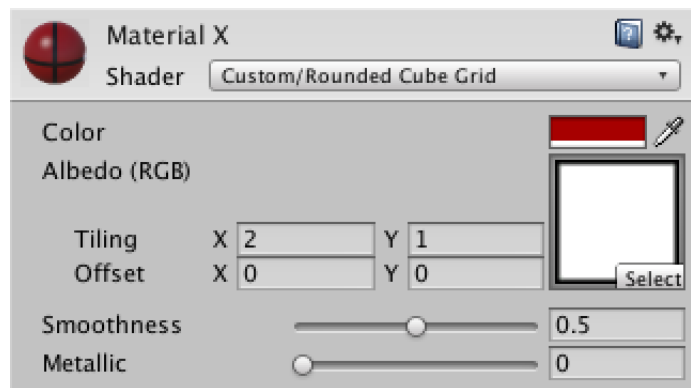 Material X
Shader Custom/Rounded Cube Grid
Color
Albedo (RGB)
Tiling X 2 Y 1
Offset X 0 Y 0
Select
Smoothness 0.5
Metallic 0